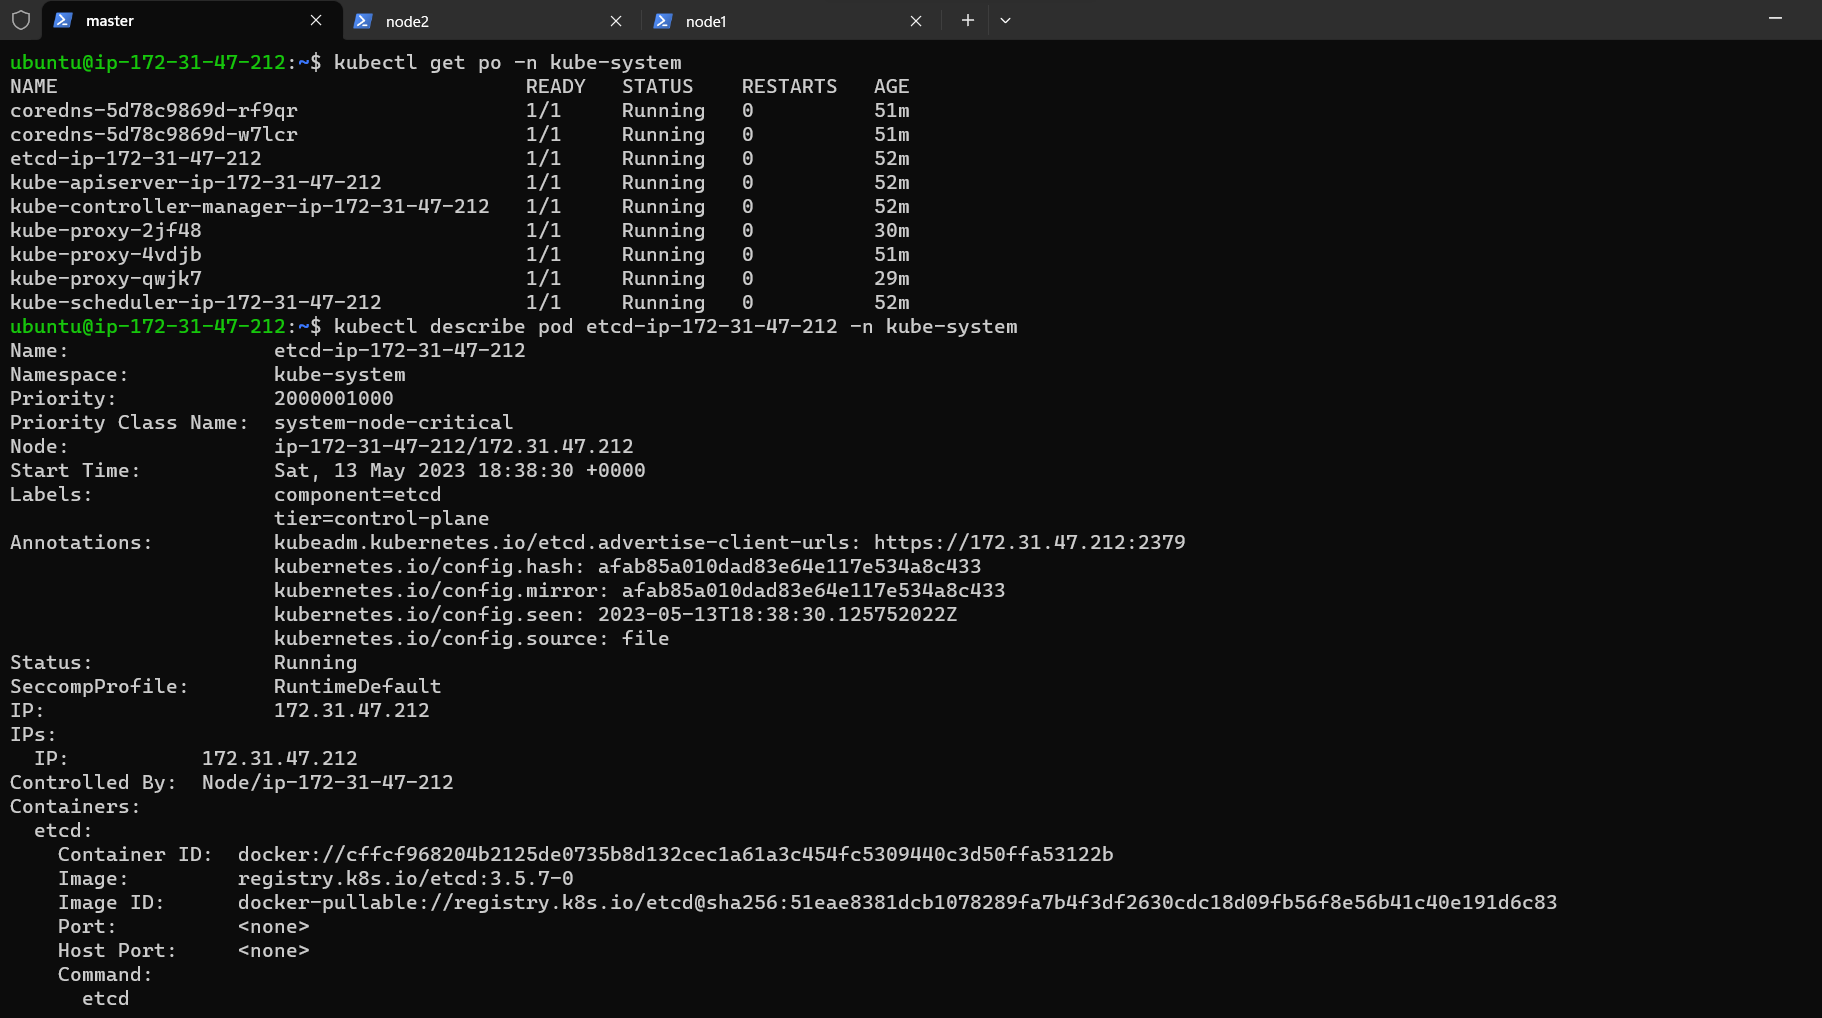 master node2 node1
ubuntu@ip-172-31-47-212:~$ kubectl get po -n kube-system
NAME READY STATUS RESTARTS AGE
coredns-5d78c9869d-rf9qr 1/1 Running 0 51m
coredns-5d78c9869d-w7lcr 1/1 Running 0 51m
etcd-ip-172-31-47-212 1/1 Running 0 52m
kube-apiserver-ip-172-31-47-212 1/1 Running 0 52m
kube-controller-manager-ip-172-31-47-212 1/1 Running 0 52m
kube-proxy-2jf48 1/1 Running 0 30m
kube-proxy-4vdjb 1/1 Running 0 51m
kube-proxy-qwjk7 1/1 Running 0 29m
kube-scheduler-ip-172-31-47-212 1/1 Running 0 52m
ubuntu@ip-172-31-47-212:~$ kubectl describe pod etcd-ip-172-31-47-212 -n kube-system
Name: etcd-ip-172-31-47-212
Namespace: kube-system
Priority: 2000001000
Priority Class Name: system-node-critical
Node: ip-172-31-47-212/172.31.47.212
Start Time: Sat, 13 May 2023 18:38:30 +0000
Labels: component=etcd
tier=control-plane
Annotations: kubeadm.kubernetes.io/etcd.advertise-client-urls: https://172.31.47.212:2379
kubernetes.io/config.hash: afab85a010dad83e64e117e534a8c433
kubernetes.io/config.mirror: afab85a010dad83e64e117e534a8c433
kubernetes.io/config.seen: 2023-05-13T18:38:30.125752022Z
kubernetes.io/config.source: file
Status: Running
SeccompProfile: RuntimeDefault
IP: 172.31.47.212
IPs:
IP: 172.31.47.212
Controlled By: Node/ip-172-31-47-212
Containers:
etcd:
Container ID: docker://cffcf968204b2125de0735b8d132cec1a61a3c454fc5309440c3d50ffa53122b
Image: registry.k8s.io/etcd:3.5.7-0
Image ID: docker-pullable://registry.k8s.io/etcd@sha256:51eae8381dcb1078289fa7b4f3df2630cdc18d09fb56f8e56b41c40e191d6c83
Port: <none>
Host Port: <none>
Command:
etcd